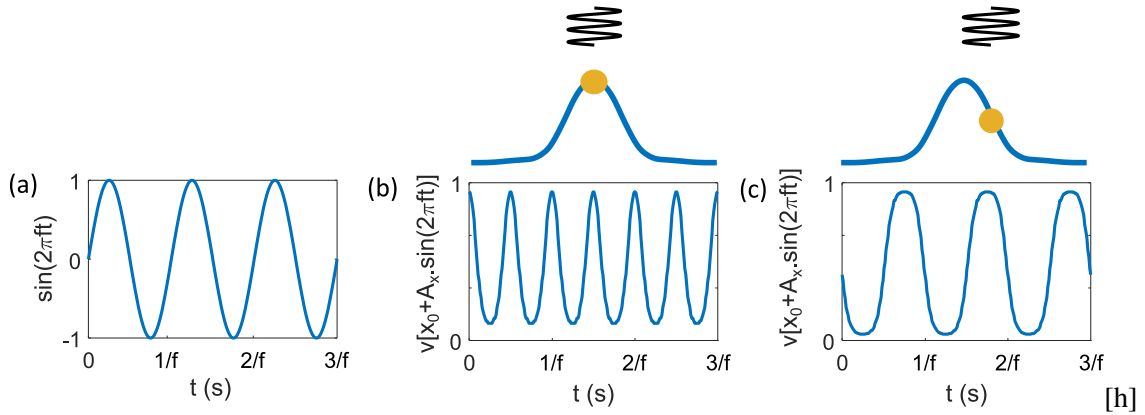 (a)
sin(2πft)
1
0
-1
0
1/f
2/f
3/f
t (s)
(b)
v[x₀+Aₓ.sin(2πft)]
1
0
0
1/f
2/f
3/f
t (s)
(c)
v[x₀+Aₓ.sin(2πft)]
1
0
0
1/f
2/f
3/f
t (s)
[h]